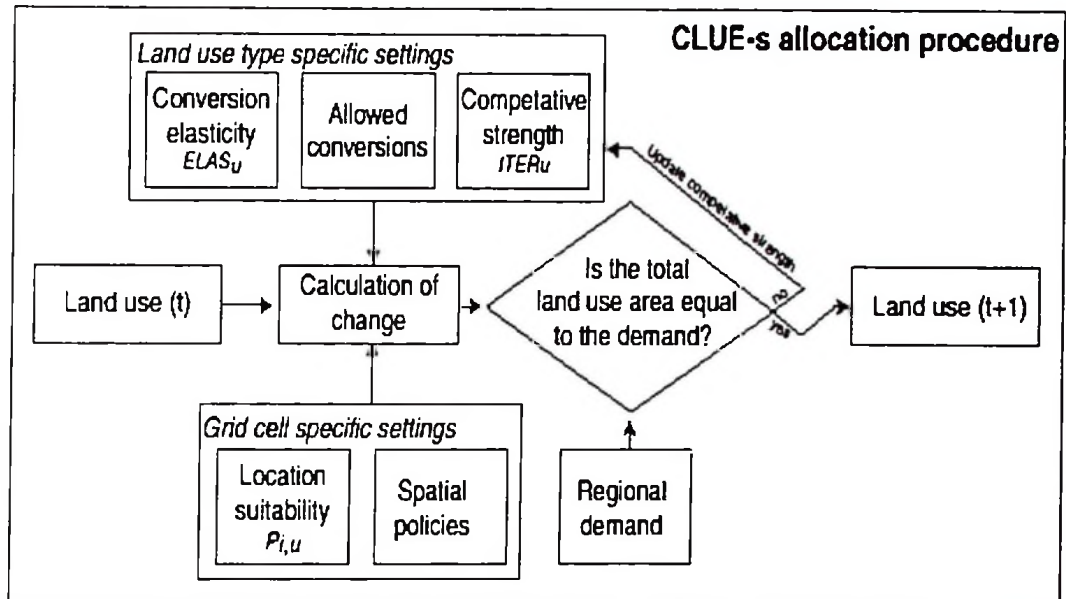 CLUE-s allocation procedure
Land use type specific settings
Conversion
elasticity
ELASu
Allowed
conversions
Competative
strength
ITERu
Update competative strength
Land use (t)
Calculation of
change
Is the total
land use area equal
to the demand?
no
yes
Land use (t+1)
Grid cell specific settings
Location
suitability
Pi,u
Spatial
policies
Regional
demand